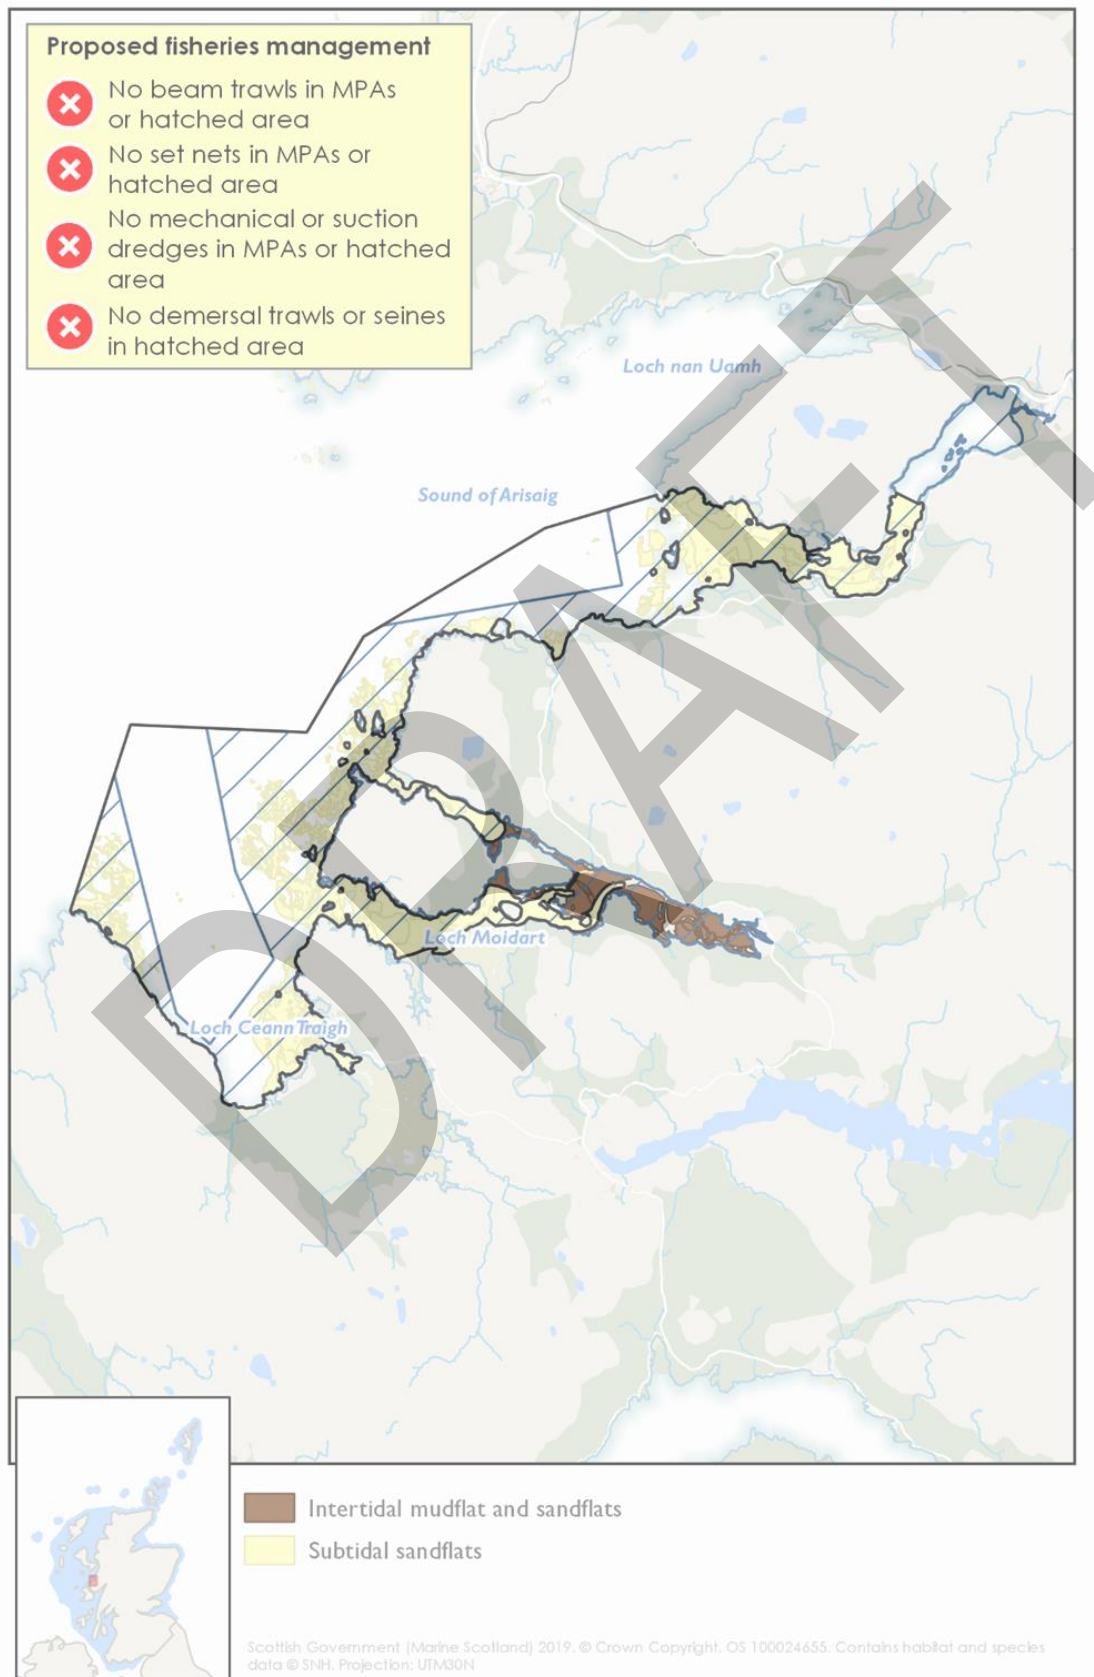 Proposed fisheries management
No beam trawls in MPAs
or hatched area
No set nets in MPAs or
hatched area
No mechanical or suction
dredges in MPAs or hatched
area
No demersal trawls or seines
in hatched area
Loch nan Uamh
Sound of Arisaig
Loch Moidart
Loch Ceann Traigh
DRAFT
Intertidal mudflat and sandflats
Subtidal sandflats
Scottish Government (Marine Scotland) 2019. © Crown Copyright. OS 100024655. Contains habitat and species
data © SNH. Projection: UTM30N